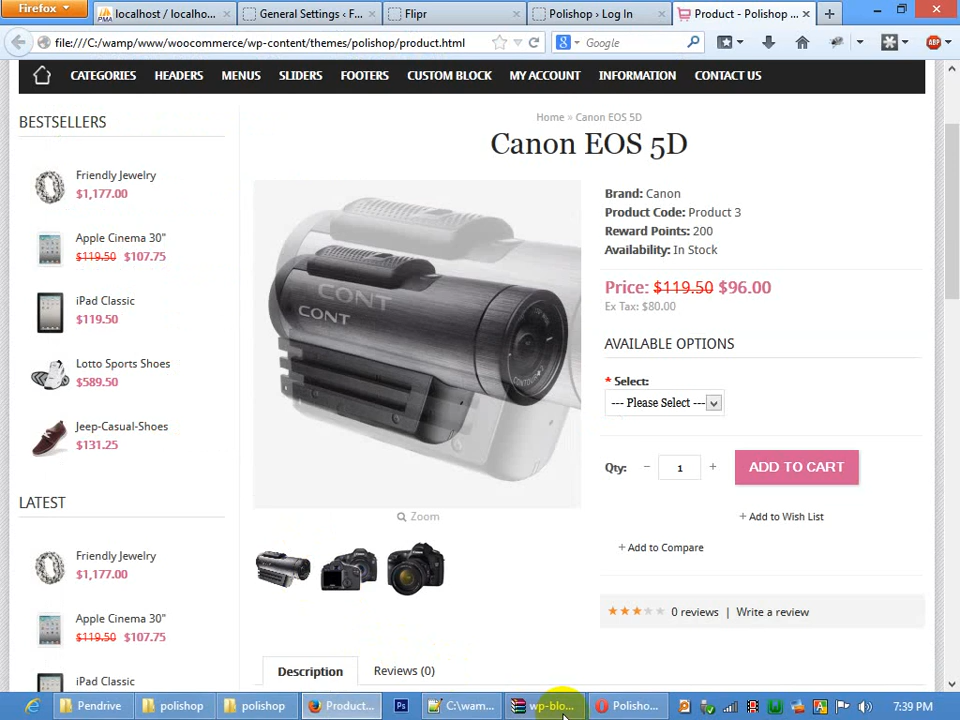 Firefox
localhost / localho...
General Settings ‹ F...
Flipr
Polishop › Log In
Product - Polishop ...
file:///C:/wamp/www/woocommerce/wp-content/themes/polishop/product.html
Google
CATEGORIES HEADERS MENUS SLIDERS FOOTERS CUSTOM BLOCK MY ACCOUNT INFORMATION CONTACT US
BESTSELLERS
Friendly Jewelry
$1,177.00
Apple Cinema 30"
$119.50 $107.75
iPad Classic
$119.50
Lotto Sports Shoes
$589.50
Jeep-Casual-Shoes
$131.25
LATEST
Friendly Jewelry
$1,177.00
Apple Cinema 30"
$119.50 $107.75
iPad Classic
Home » Canon EOS 5D
Canon EOS 5D
CONT
CONT
Zoom
Brand: Canon
Product Code: Product 3
Reward Points: 200
Availability: In Stock
Price: $119.50 $96.00
Ex Tax: $80.00
AVAILABLE OPTIONS
* Select:
--- Please Select ---
Qty: − 1 + ADD TO CART
+ Add to Wish List
+ Add to Compare
0 reviews | Write a review
Description Reviews (0)
Pendrive
polishop
polishop
Product...
Ps
C:\wam...
wp-blo...
Polisho...
7:39 PM